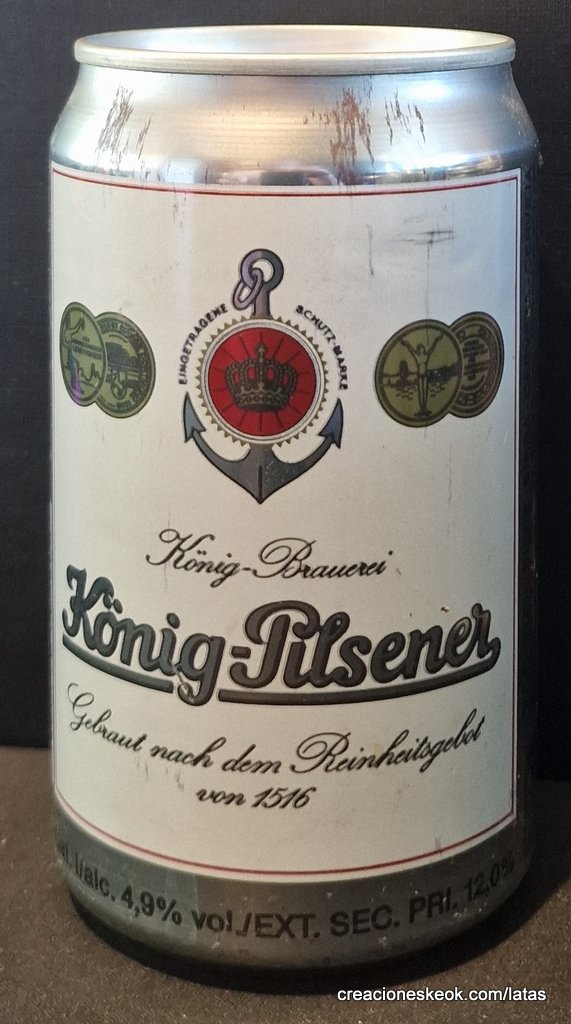 EINGETRAGENE SCHUTZ-MARKE
König-Brauerei
König-Pilsener
Gebraut nach dem Reinheitsgebot
von 1516
l/alc. 4,9% vol./EXT. SEC. PRI. 12,0%
creacioneskeok.com/latas